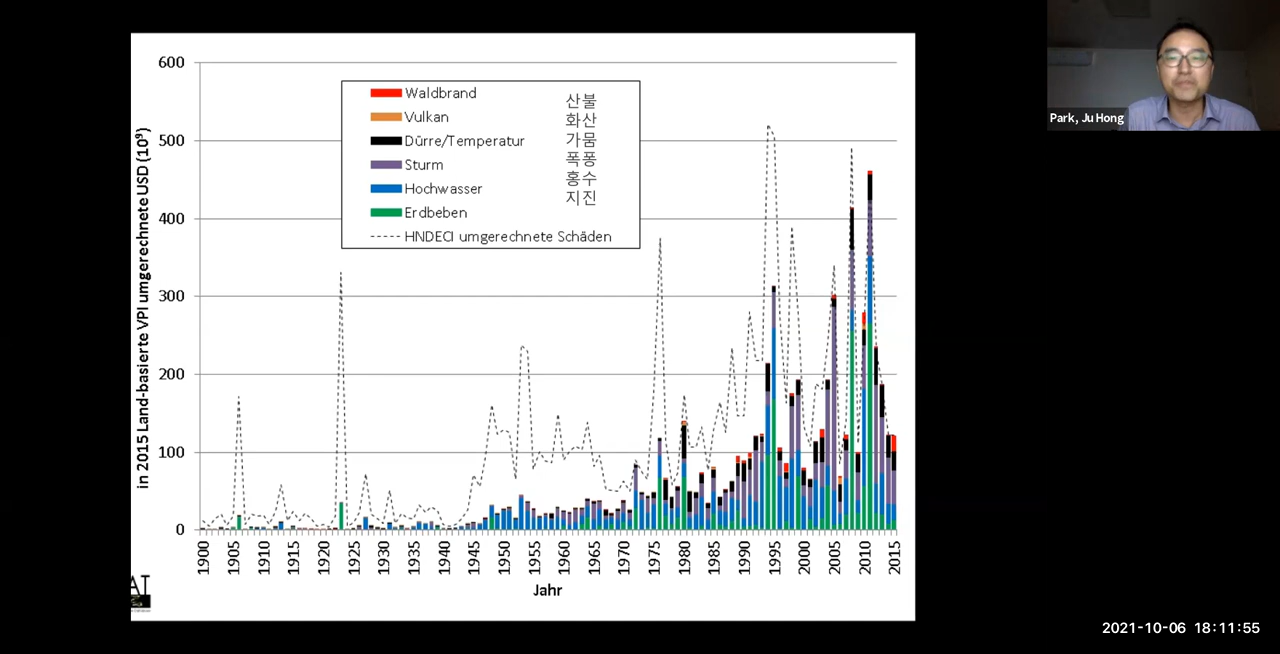 600
500
400
300
200
100
0
in 2015 Land-basierte VPI umgerechnete USD (10⁹)
Waldbrand
Vulkan
Dürre/Temperatur
Sturm
Hochwasser
Erdbeben
HNDECI umgerechnete Schäden
산불
화산
가뭄
폭퐁
홍수
지진
1900
1905
1910
1915
1920
1925
1930
1935
1940
1945
1950
1955
1960
1965
1970
1975
1980
1985
1990
1995
2000
2005
2010
2015
Jahr
AT
Park, Ju Hong
2021-10-06 18:11:55